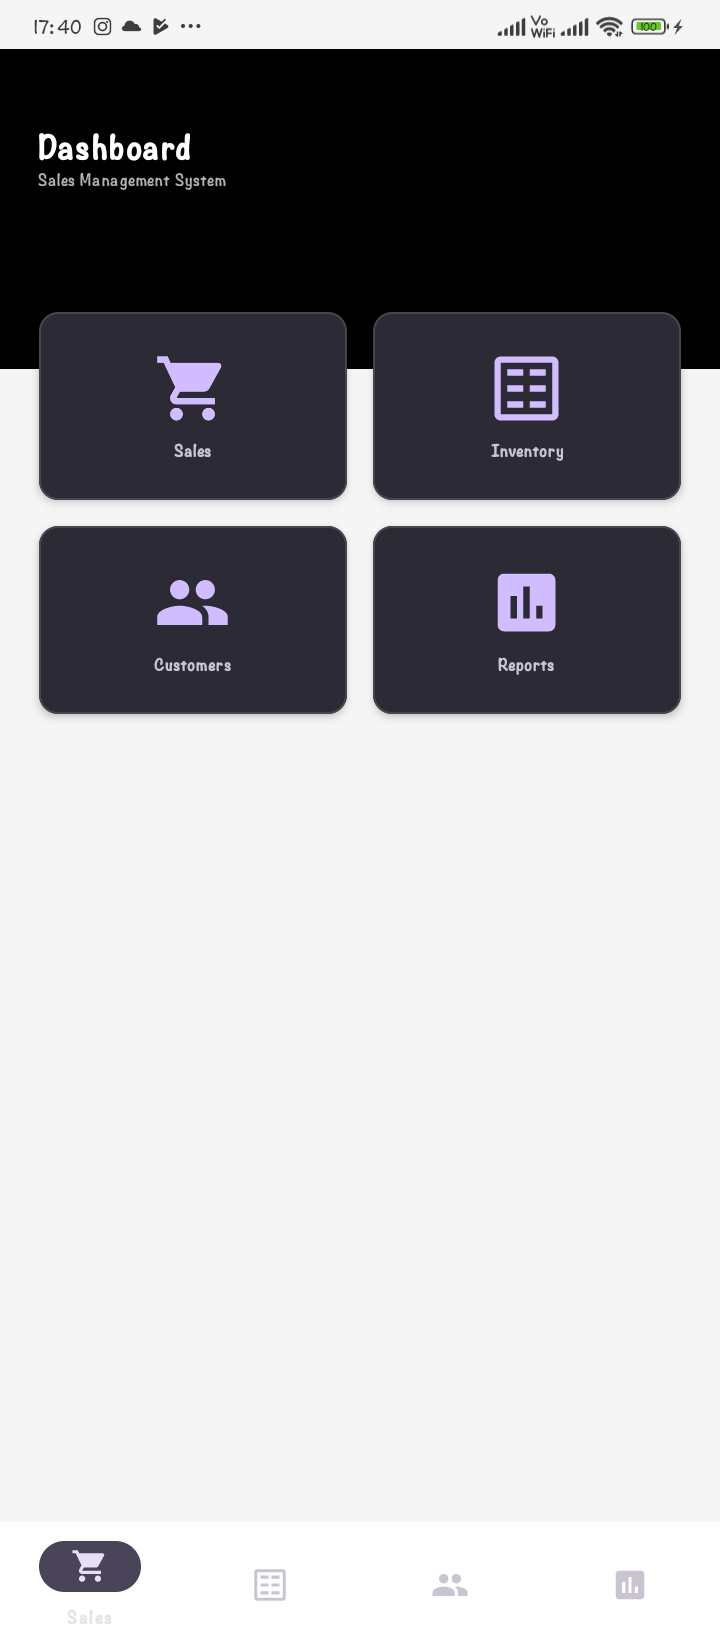 17:40
Vo
WiFi
100
Dashboard
Sales Management System
Sales
Inventory
Customers
Reports
Sales